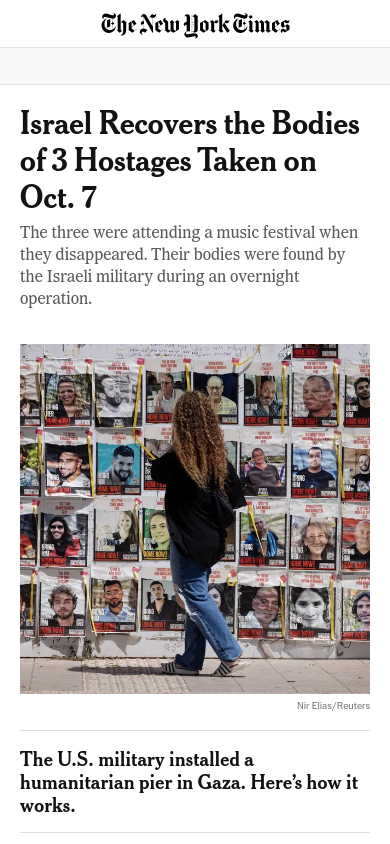 The New York Times
Israel Recovers the Bodies
of 3 Hostages Taken on
Oct. 7
The three were attending a music festival when
they disappeared. Their bodies were found by
the Israeli military during an overnight
operation.
Nir Elias/Reuters
The U.S. military installed a
humanitarian pier in Gaza. Here’s how it
works.